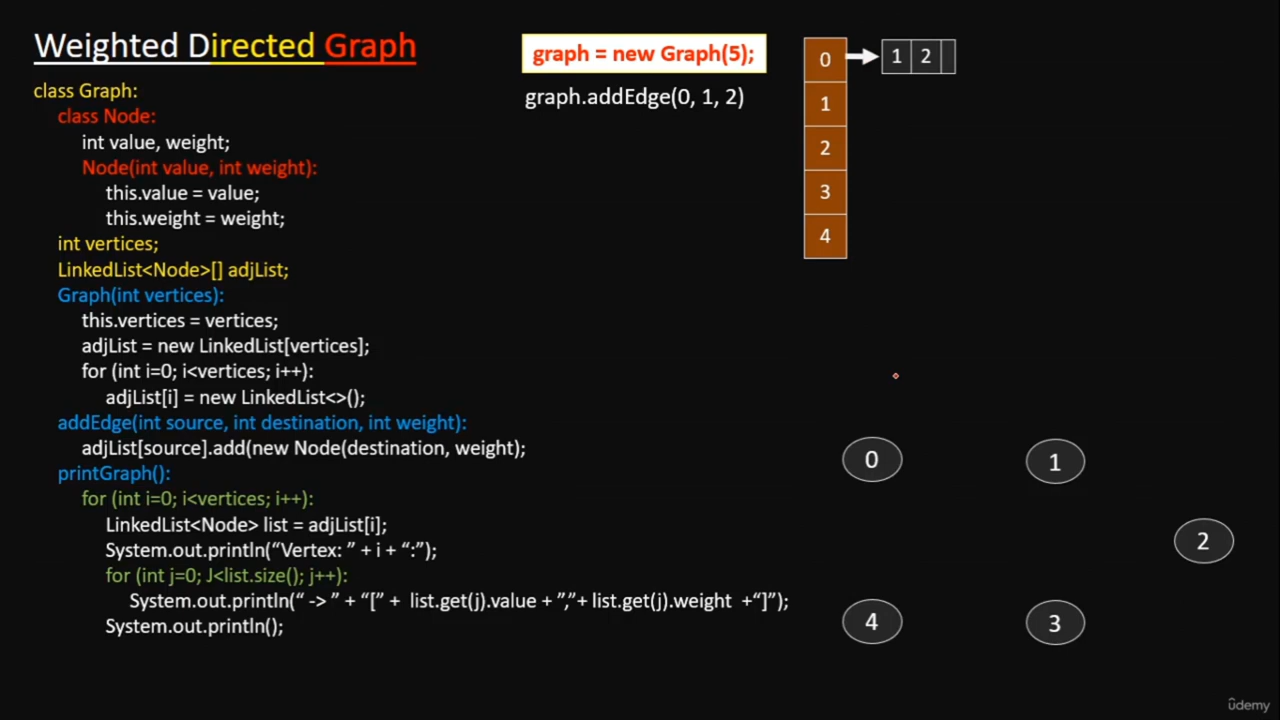 Weighted Directed Graph
class Graph:
class Node:
int value, weight;
Node(int value, int weight):
this.value = value;
this.weight = weight;
int vertices;
LinkedList<Node>[] adjList;
Graph(int vertices):
this.vertices = vertices;
adjList = new LinkedList[vertices];
for (int i=0; i<vertices; i++):
adjList[i] = new LinkedList<>();
addEdge(int source, int destination, int weight):
adjList[source].add(new Node(destination, weight);
printGraph():
for (int i=0; i<vertices; i++):
LinkedList<Node> list = adjList[i];
System.out.println(“Vertex: ” + i + “:”);
for (int j=0; J<list.size(); j++):
System.out.println(“ -> ” + “[” +  list.get(j).value + ”,”+ list.get(j).weight  +“]”);
System.out.println();
graph = new Graph(5);
graph.addEdge(0, 1, 2)
0 1 2
1
2
3
4
0 1
2
4 3
ûdemy